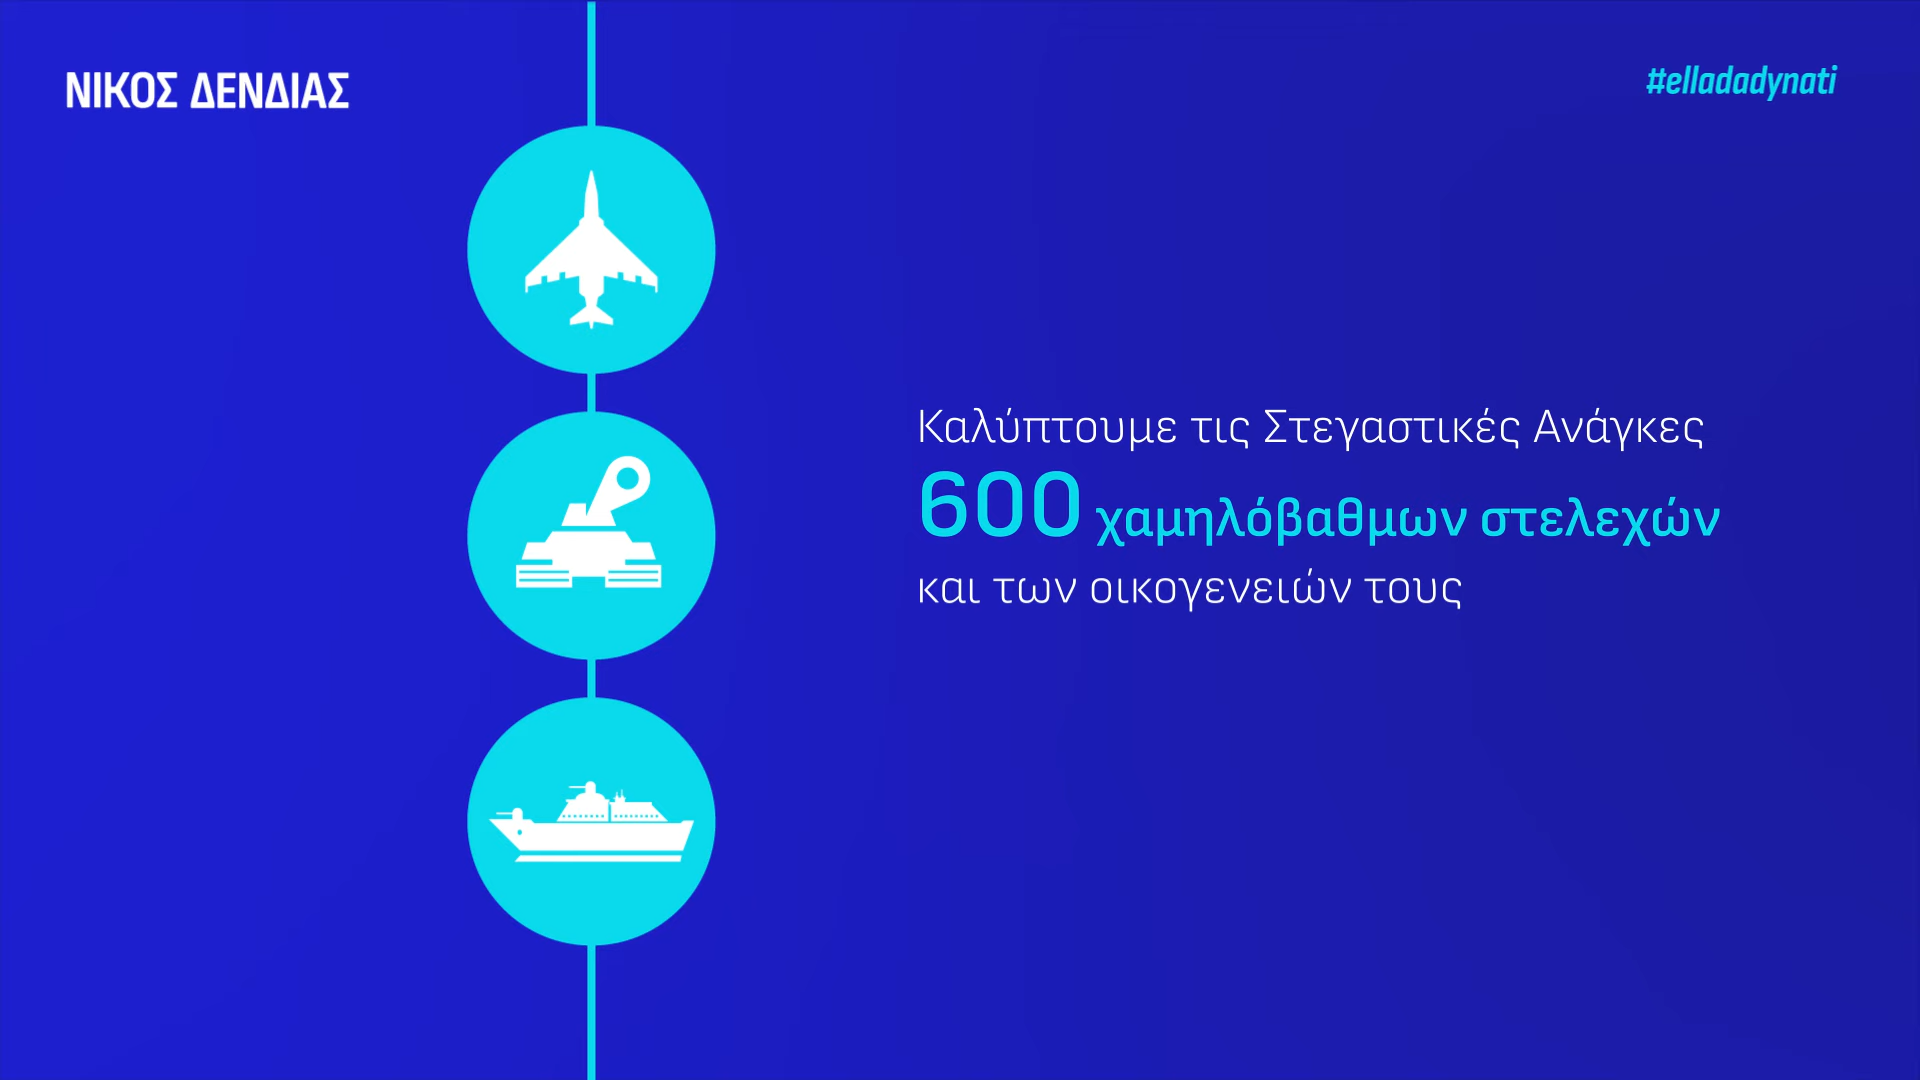 ΝΙΚΟΣ ΔΕΝΔΙΑΣ
#elladadynati
Καλύπτουμε τις Στεγαστικές Ανάγκες
600 χαμηλόβαθμων στελεχών
και των οικογενειών τους